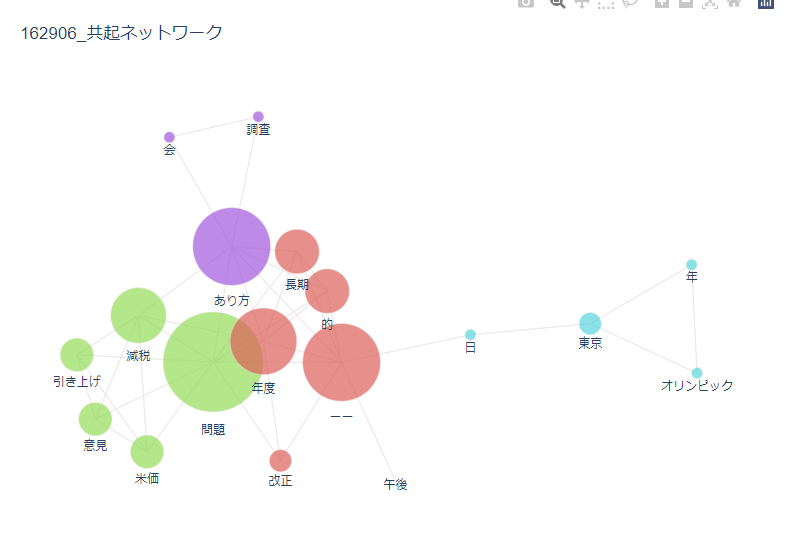 162906_共起ネットワーク
調査
会
あり方
長期
年
的
日
東京
減税
引き上げ
オリンピック
年度
ーー
問題
意見
米価
改正
午後